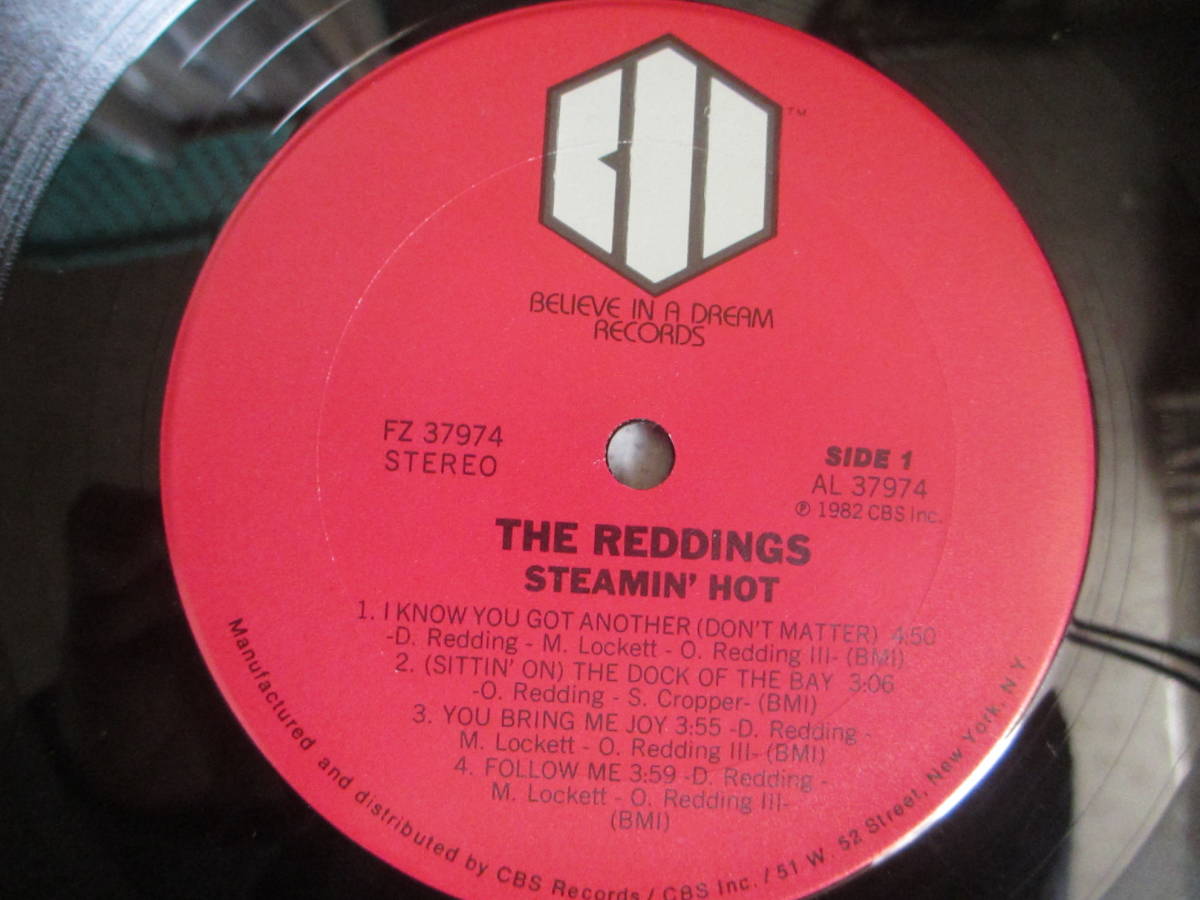 BID
TM
BELIEVE IN A DREAM
RECORDS
FZ 37974
STEREO
SIDE 1
AL 37974
℗ 1982 CBS Inc.
THE REDDINGS
STEAMIN' HOT
1. I KNOW YOU GOT ANOTHER (DON'T MATTER) 4:50
-D. Redding - M. Lockett - O. Redding III- (BMI)
2. (SITTIN' ON) THE DOCK OF THE BAY 3:06
-O. Redding - S. Cropper- (BMI)
3. YOU BRING ME JOY 3:55 -D. Redding -
M. Lockett - O. Redding III- (BMI)
4. FOLLOW ME 3:59 -D. Redding -
M. Lockett - O. Redding III-
(BMI)
Manufactured and distributed by CBS Records / CBS Inc. / 51 W. 52 Street, New York, N.Y.